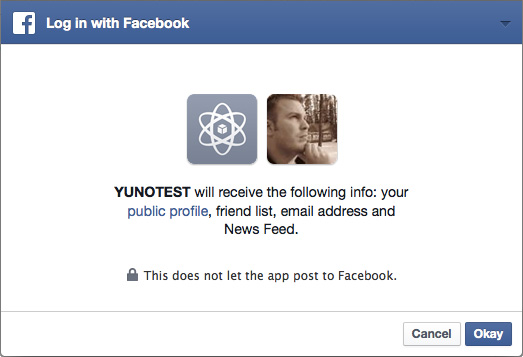 Log in with Facebook
YUNOTEST will receive the following info: your
public profile, friend list, email address and
News Feed.
This does not let the app post to Facebook.
Cancel Okay